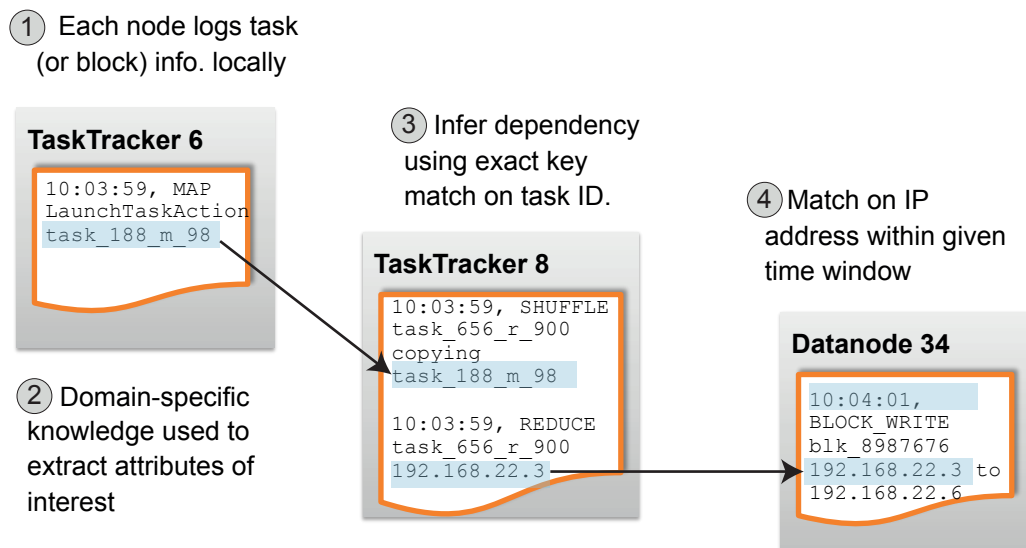 1 Each node logs task
(or block) info. locally
TaskTracker 6
10:03:59, MAP
LaunchTaskAction
task_188_m_98
2 Domain-specific
knowledge used to
extract attributes of
interest
3 Infer dependency
using exact key
match on task ID.
TaskTracker 8
10:03:59, SHUFFLE
task_656_r_900
copying
task_188_m_98
10:03:59, REDUCE
task_656_r_900
192.168.22.3
4 Match on IP
address within given
time window
Datanode 34
10:04:01,
BLOCK_WRITE
blk_8987676
192.168.22.3 to
192.168.22.6